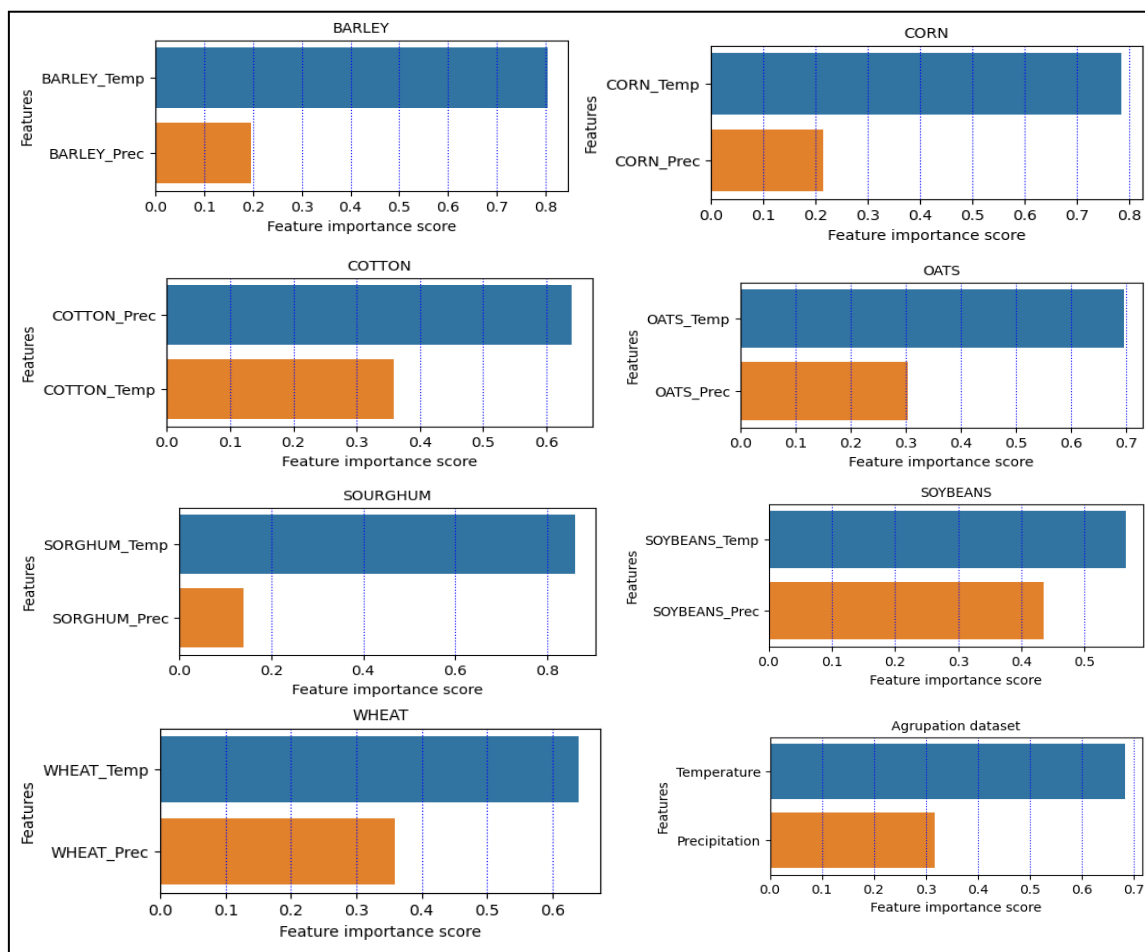 BARLEY
Features
BARLEY_Temp
BARLEY_Prec
0.0 0.1 0.2 0.3 0.4 0.5 0.6 0.7 0.8
Feature importance score
CORN
Features
CORN_Temp
CORN_Prec
0.0 0.1 0.2 0.3 0.4 0.5 0.6 0.7 0.8
Feature importance score
COTTON
Features
COTTON_Prec
COTTON_Temp
0.0 0.1 0.2 0.3 0.4 0.5 0.6
Feature importance score
OATS
Features
OATS_Temp
OATS_Prec
0.0 0.1 0.2 0.3 0.4 0.5 0.6 0.7
Feature importance score
SOURGHUM
Features
SORGHUM_Temp
SORGHUM_Prec
0.0 0.2 0.4 0.6 0.8
Feature importance score
SOYBEANS
Features
SOYBEANS_Temp
SOYBEANS_Prec
0.0 0.1 0.2 0.3 0.4 0.5
Feature importance score
WHEAT
Features
WHEAT_Temp
WHEAT_Prec
0.0 0.1 0.2 0.3 0.4 0.5 0.6
Feature importance score
Agrupation dataset
Features
Temperature
Precipitation
0.0 0.1 0.2 0.3 0.4 0.5 0.6 0.7
Feature importance score